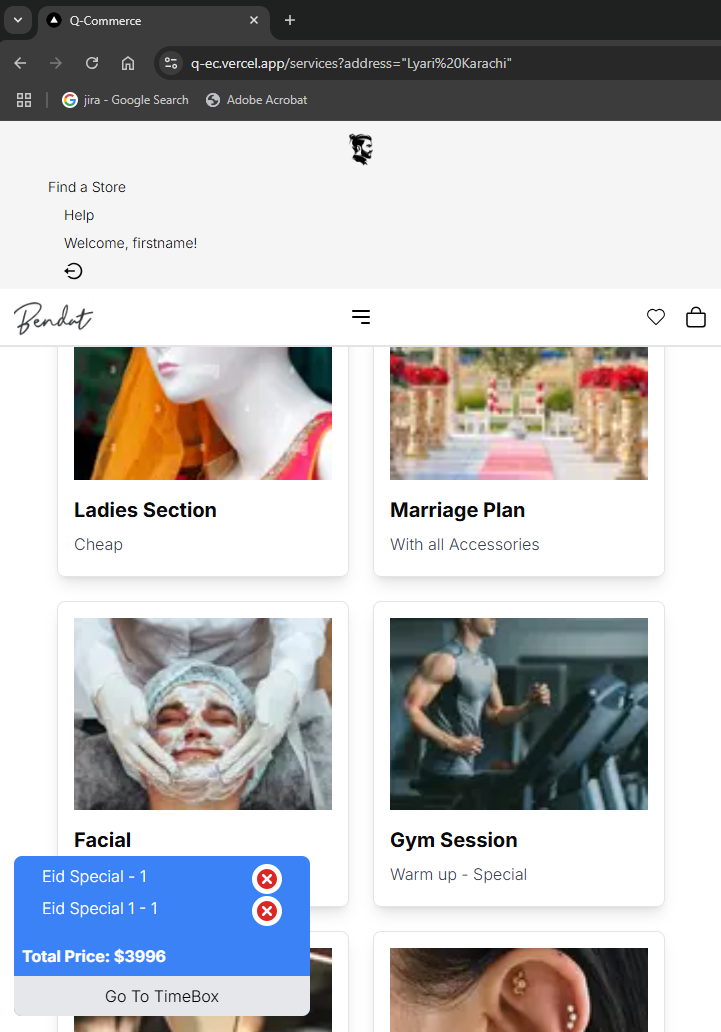 Q-Commerce
q-ec.vercel.app/services?address="Lyari%20Karachi"
jira - Google Search
Adobe Acrobat
Find a Store
Help
Welcome, firstname!
Bendat
Ladies Section
Cheap
Marriage Plan
With all Accessories
Facial
Gym Session
Warm up - Special
Eid Special - 1
Eid Special 1 - 1
Total Price: $3996
Go To TimeBox